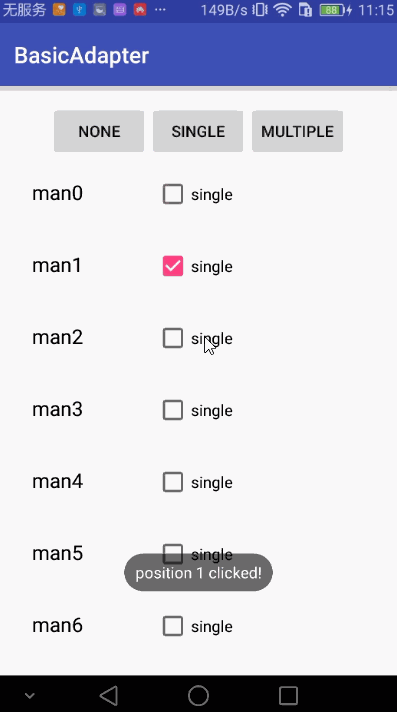 无服务 149B/s 88 11:15
BasicAdapter
NONE SINGLE MULTIPLE
man0 single
man1 single
man2 single
man3 single
man4 single
man5 single
position 1 clicked!
man6 single